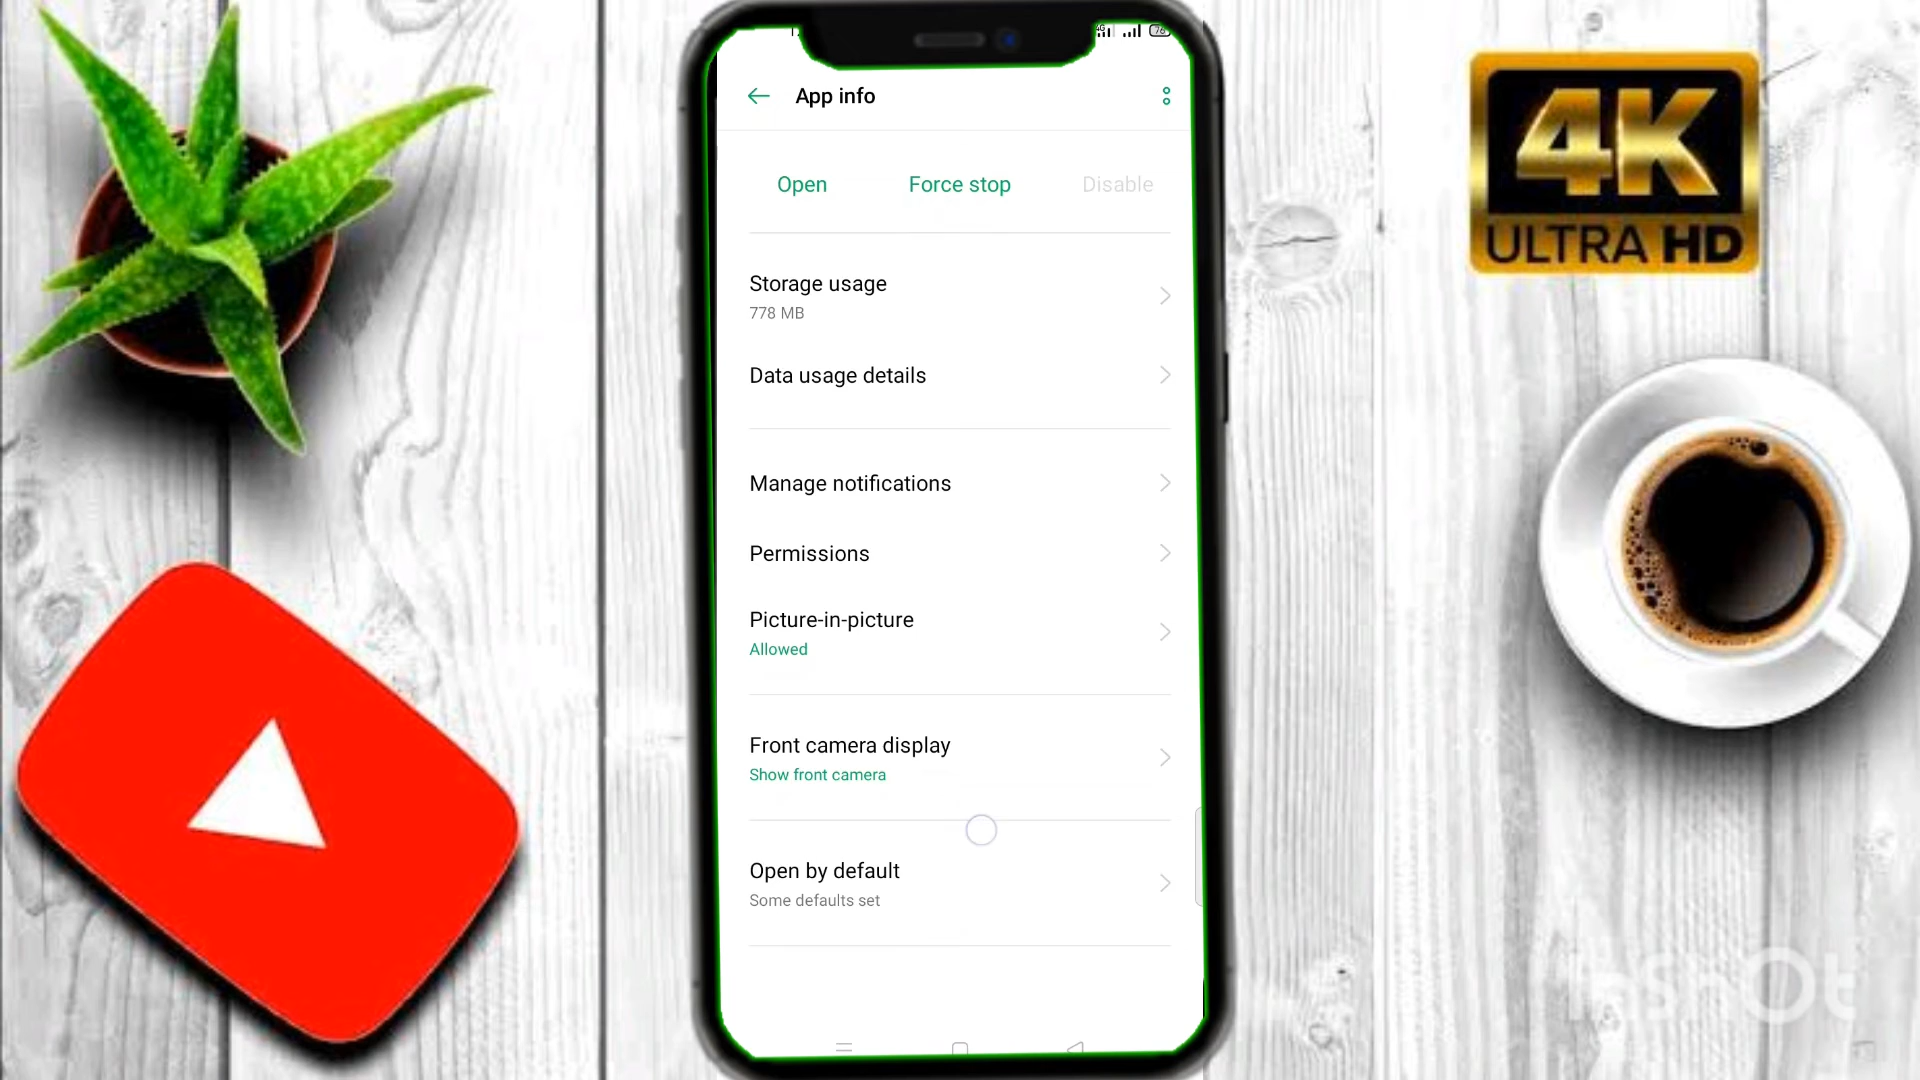 App info
Open
Force stop
Disable
Storage usage
778 MB
Data usage details
Manage notifications
Permissions
Picture-in-picture
Allowed
Front camera display
Show front camera
Open by default
Some defaults set
4K
ULTRA HD
InShOt